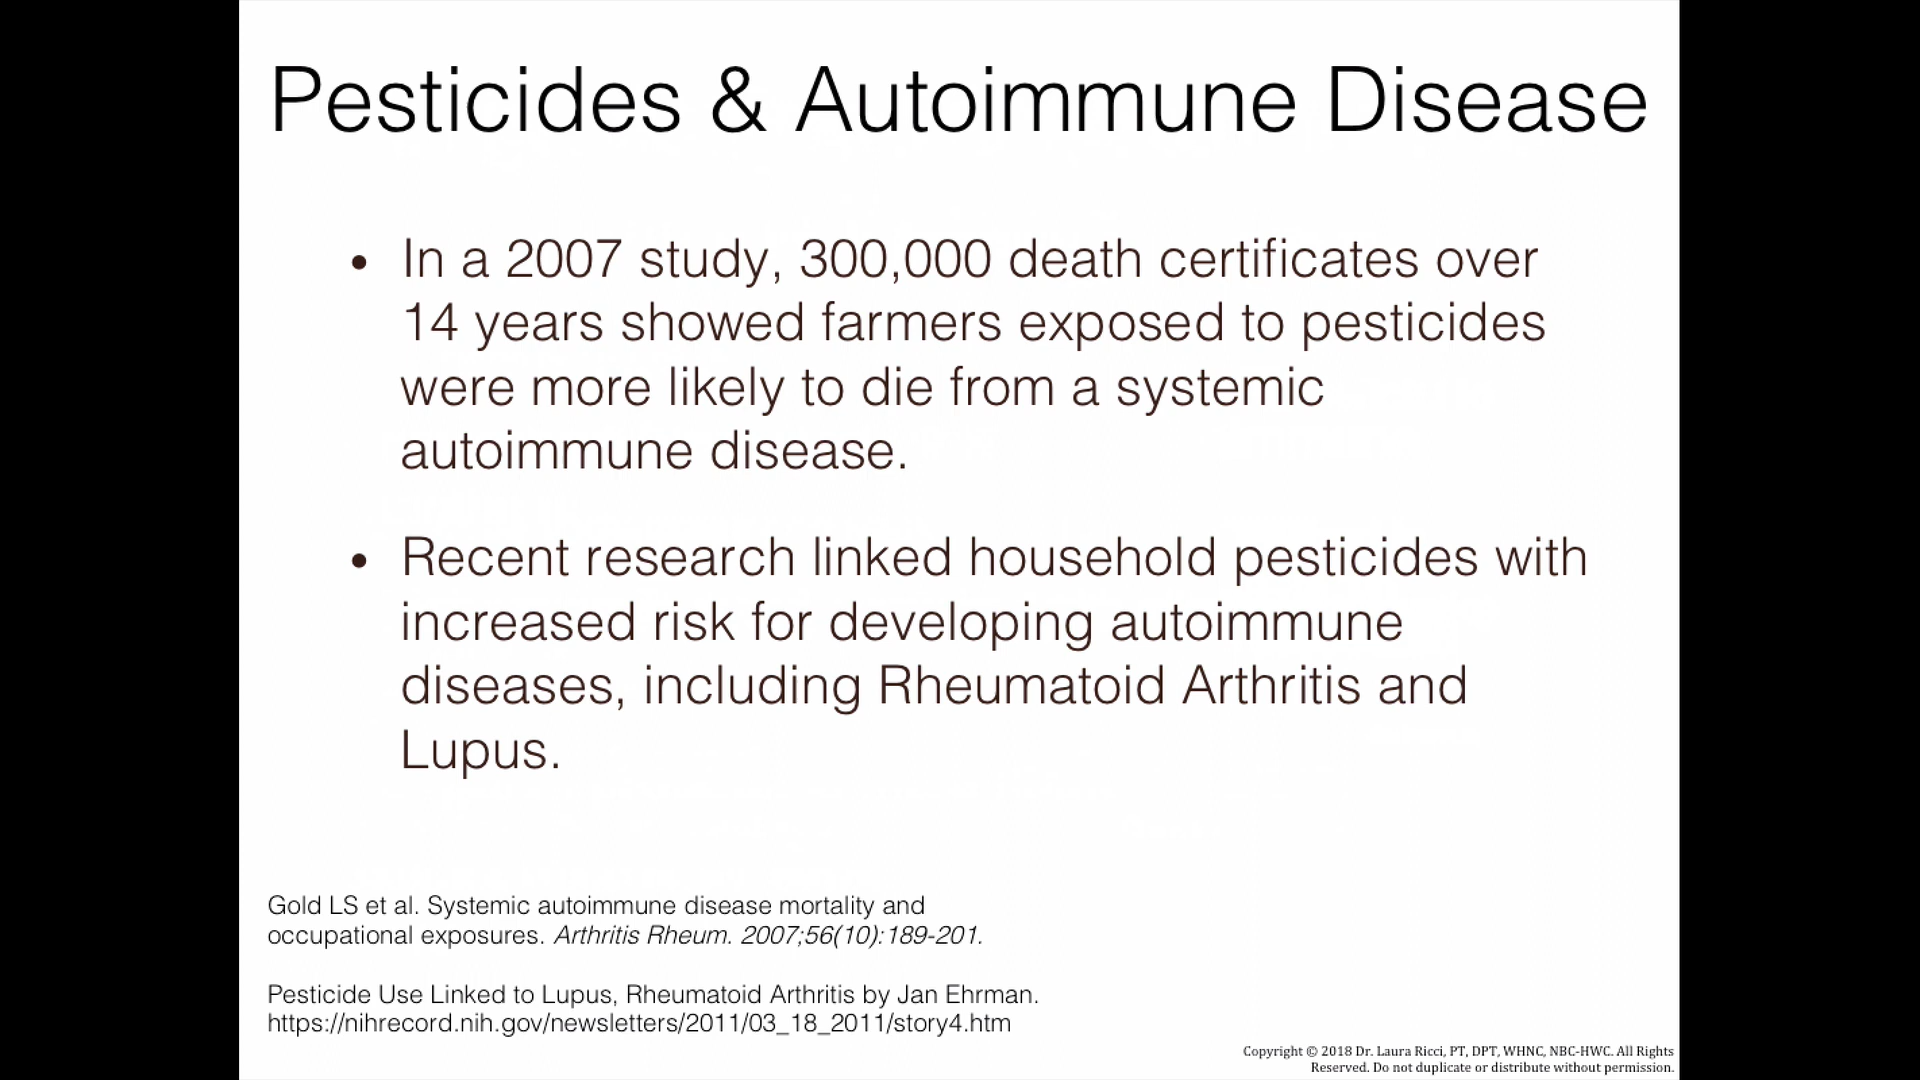 Pesticides & Autoimmune Disease
• In a 2007 study, 300,000 death certificates over
14 years showed farmers exposed to pesticides
were more likely to die from a systemic
autoimmune disease.
• Recent research linked household pesticides with
increased risk for developing autoimmune
diseases, including Rheumatoid Arthritis and
Lupus.
Gold LS et al. Systemic autoimmune disease mortality and
occupational exposures. Arthritis Rheum. 2007;56(10):189-201.
Pesticide Use Linked to Lupus, Rheumatoid Arthritis by Jan Ehrman.
https://nihrecord.nih.gov/newsletters/2011/03_18_2011/story4.htm
Copyright © 2018 Dr. Laura Ricci, PT, DPT, WHNC, NBC-HWC. All Rights
Reserved. Do not duplicate or distribute without permission.